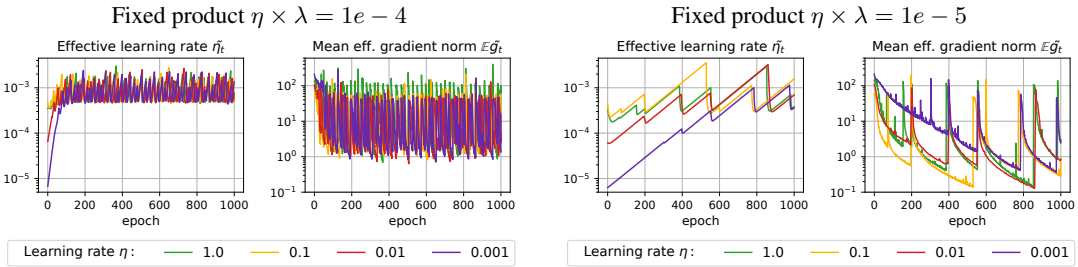 Fixed product η × λ = 1e − 4
Fixed product η × λ = 1e − 5
Effective learning rate η̃ₜ
Mean eff. gradient norm 𝔼g̃ₜ
Effective learning rate η̃ₜ
Mean eff. gradient norm 𝔼g̃ₜ
10⁻³
10⁻⁴
10⁻⁵
0 200 400 600 800 1000
epoch
10²
10¹
10⁰
10⁻¹
0 200 400 600 800 1000
epoch
10⁻³
10⁻⁴
10⁻⁵
0 200 400 600 800 1000
epoch
10²
10¹
10⁰
10⁻¹
0 200 400 600 800 1000
epoch
Learning rate η : 1.0 0.1 0.01 0.001
Learning rate η : 1.0 0.1 0.01 0.001